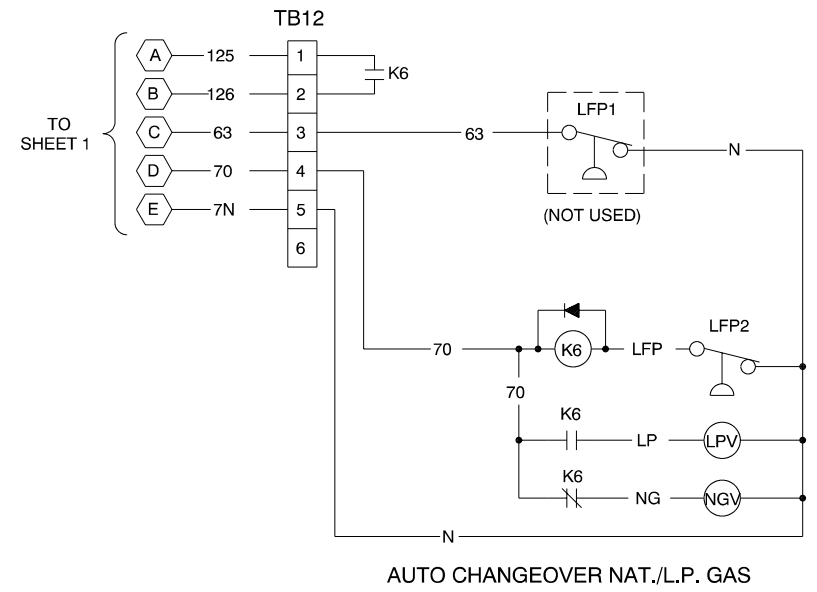 TB12
A 125 1
K6
B 126 2
LFP1
TO
SHEET 1
C 63 3 63
N
D 70 4
(NOT USED)
E 7N 5
6
LFP2
70 K6 LFP
70
K6
LP LPV
K6
NG NGV
N
AUTO CHANGEOVER NAT./L.P. GAS